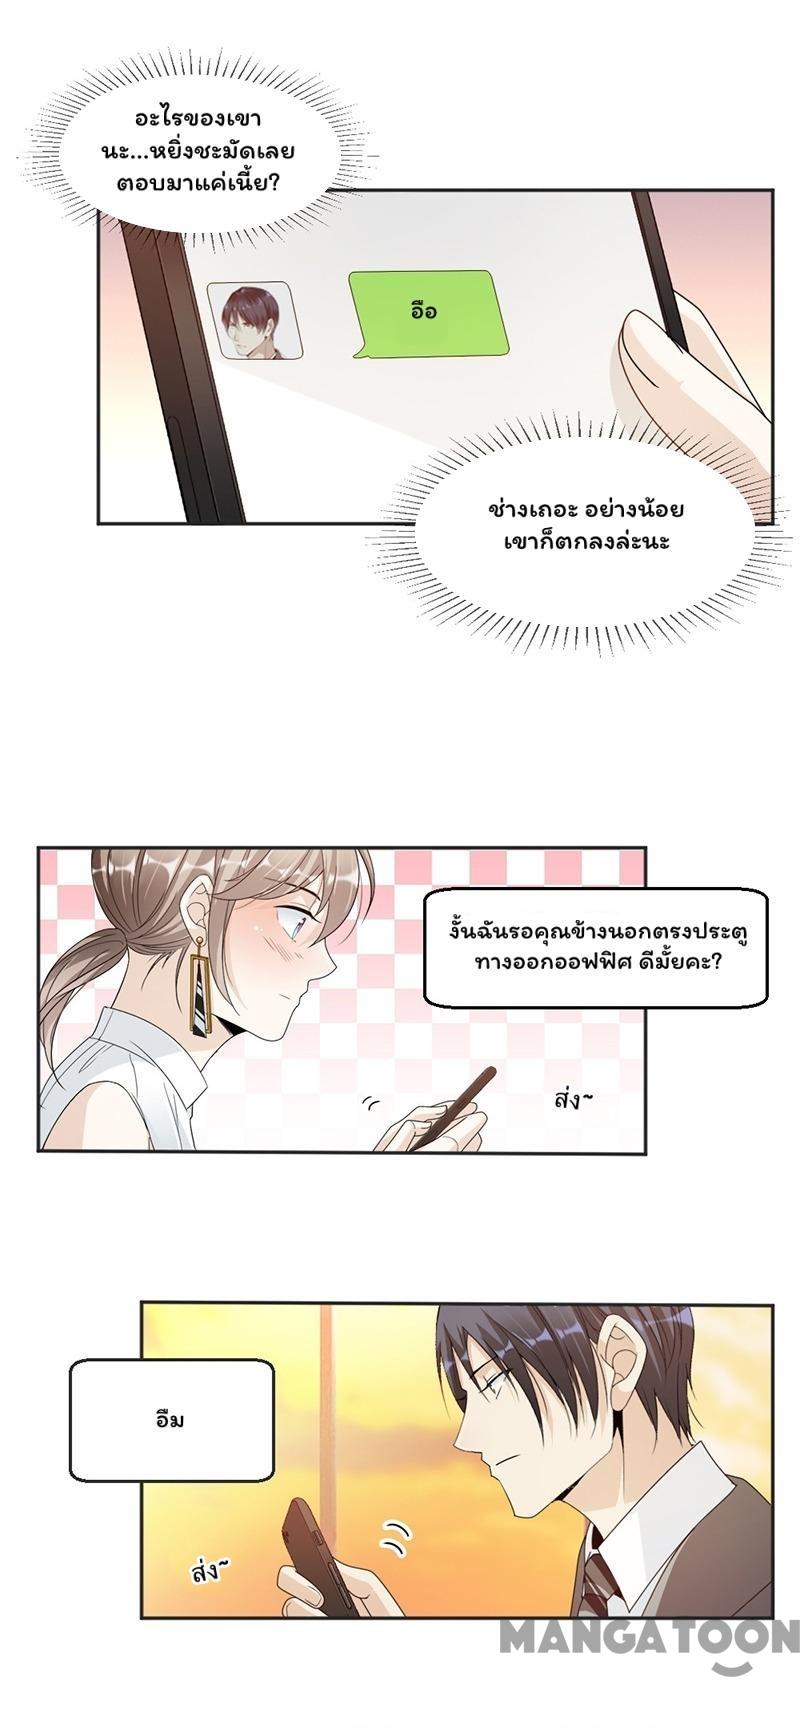 อะไรของเขา
นะ...หยิ่งชะมัดเลย
ตอบมาแค่เนี้ย?
อือ
ช่างเถอะ อย่างน้อย
เขาก็ตกลงล่ะนะ
งั้นฉันรอคุณข้างนอกตรงประตู
ทางออกออฟฟิศ ดีมั้ยคะ?
ส่ง~
อืม
ส่ง~
MANGATOON